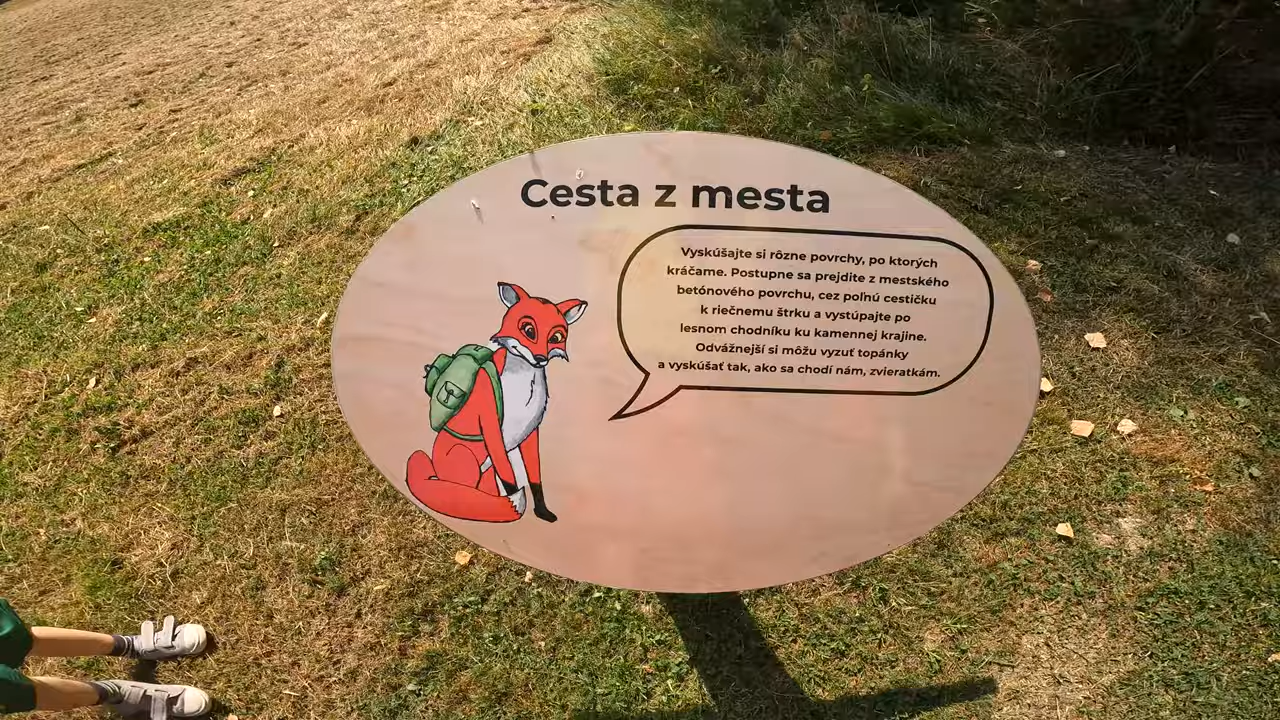 Cesta z mesta
Vyskúšajte si rôzne povrchy, po ktorých
kráčame. Postupne sa prejdite z mestského
betónového povrchu, cez poľnú cestičku
k riečnemu štrku a vystúpajte po
lesnom chodníku ku kamennej krajine.
Odvážnejší si môžu vyzuť topánky
a vyskúšať tak, ako sa chodí nám, zvieratkám.